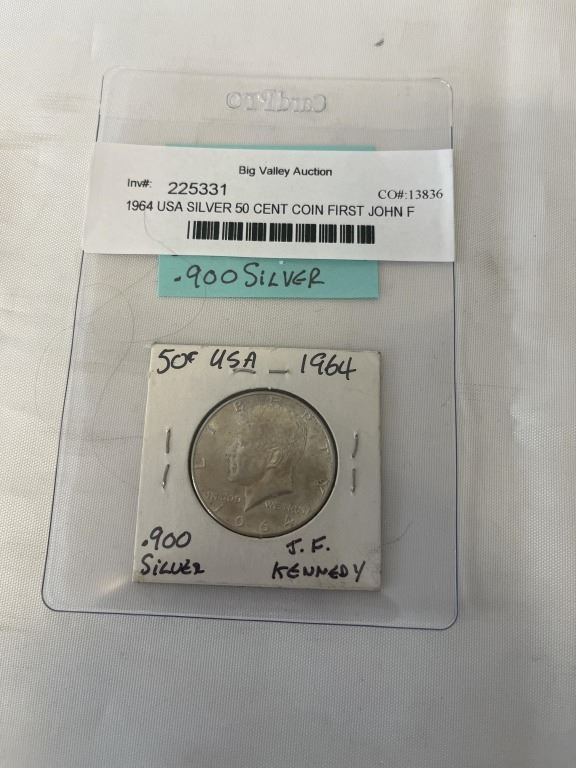 CardPro
Big Valley Auction
Inv#: 225331 CO#:13836
1964 USA SILVER 50 CENT COIN FIRST JOHN F
.900 SILVER
50¢ USA - 1964
LIBERTY
IN GOD WE TRUST
1964
.900 J.F.
SILVER KENNEDY